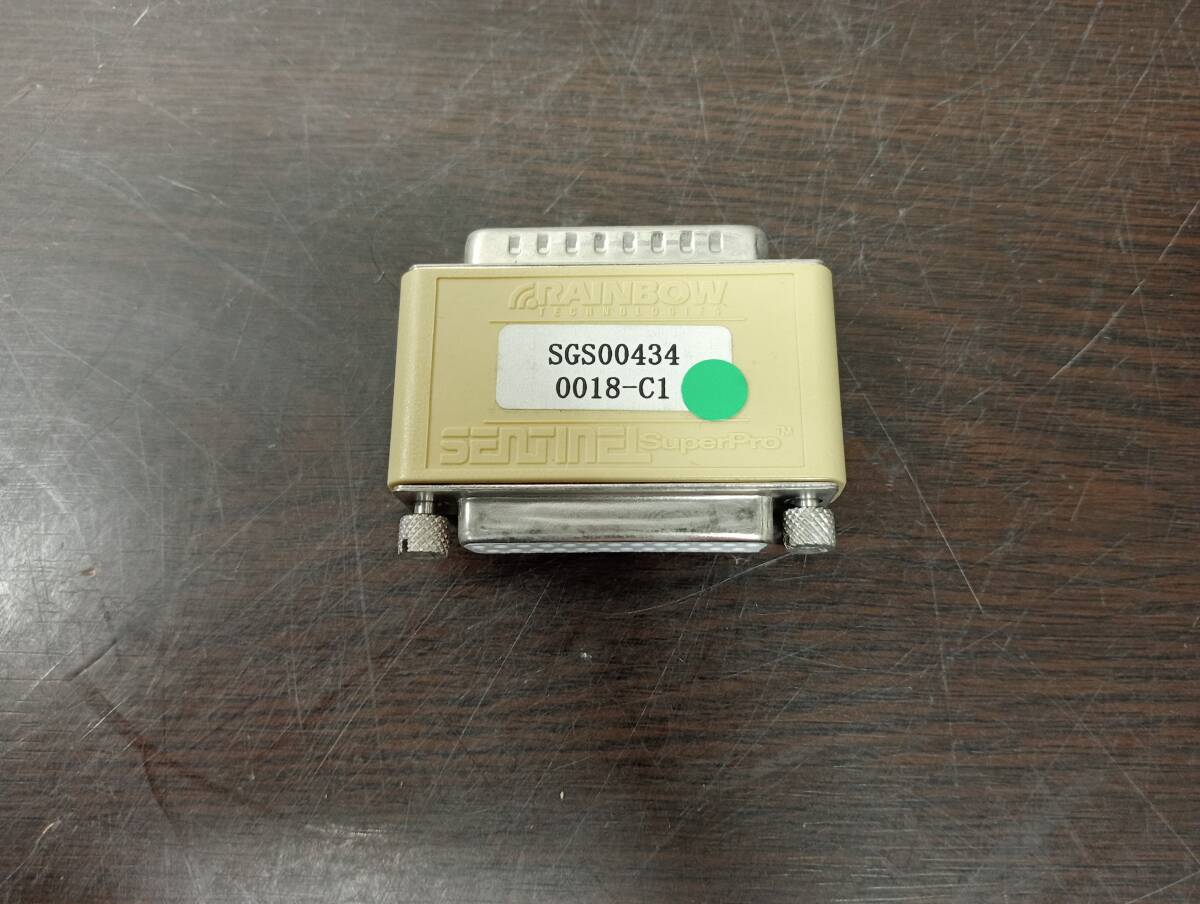 RAINBOW
TECHNOLOGIES
SGS00434
0018-C1
SENTINEL SuperPro™